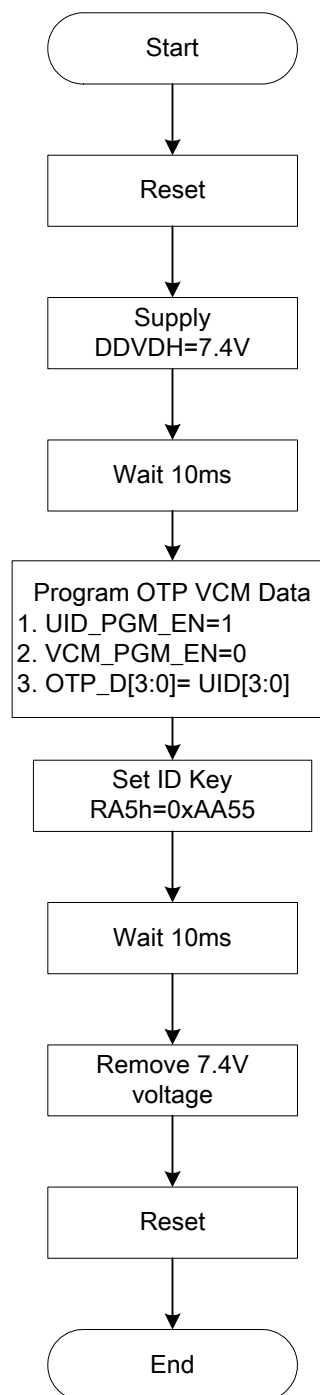 Start
Reset
Supply
DDVDH=7.4V
Wait 10ms
Program OTP VCM Data
1. UID_PGM_EN=1
2. VCM_PGM_EN=0
3. OTP_D[3:0]= UID[3:0]
Set ID Key
RA5h=0xAA55
Wait 10ms
Remove 7.4V
voltage
Reset
End